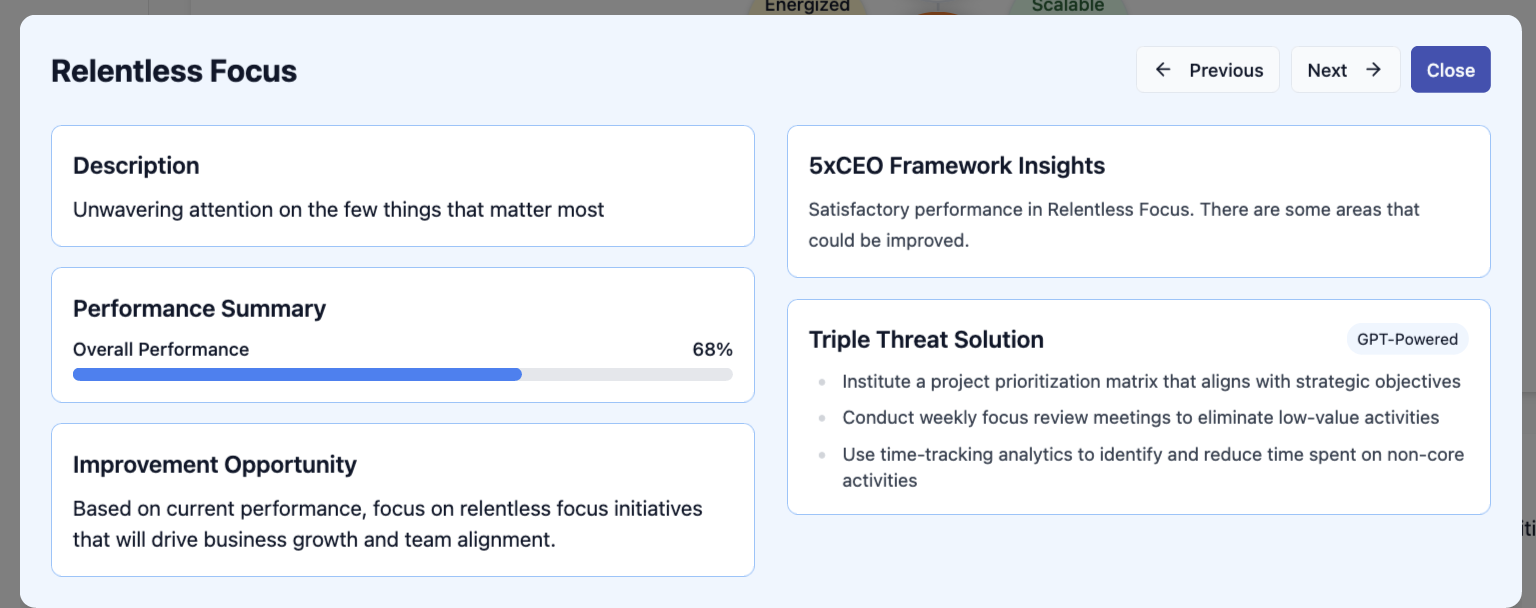 Energized
Scalable
Relentless Focus
← Previous
Next →
Close
Description
Unwavering attention on the few things that matter most
Performance Summary
Overall Performance
68%
Improvement Opportunity
Based on current performance, focus on relentless focus initiatives
that will drive business growth and team alignment.
5xCEO Framework Insights
Satisfactory performance in Relentless Focus. There are some areas that
could be improved.
Triple Threat Solution
GPT-Powered
• Institute a project prioritization matrix that aligns with strategic objectives
• Conduct weekly focus review meetings to eliminate low-value activities
• Use time-tracking analytics to identify and reduce time spent on non-core
activities